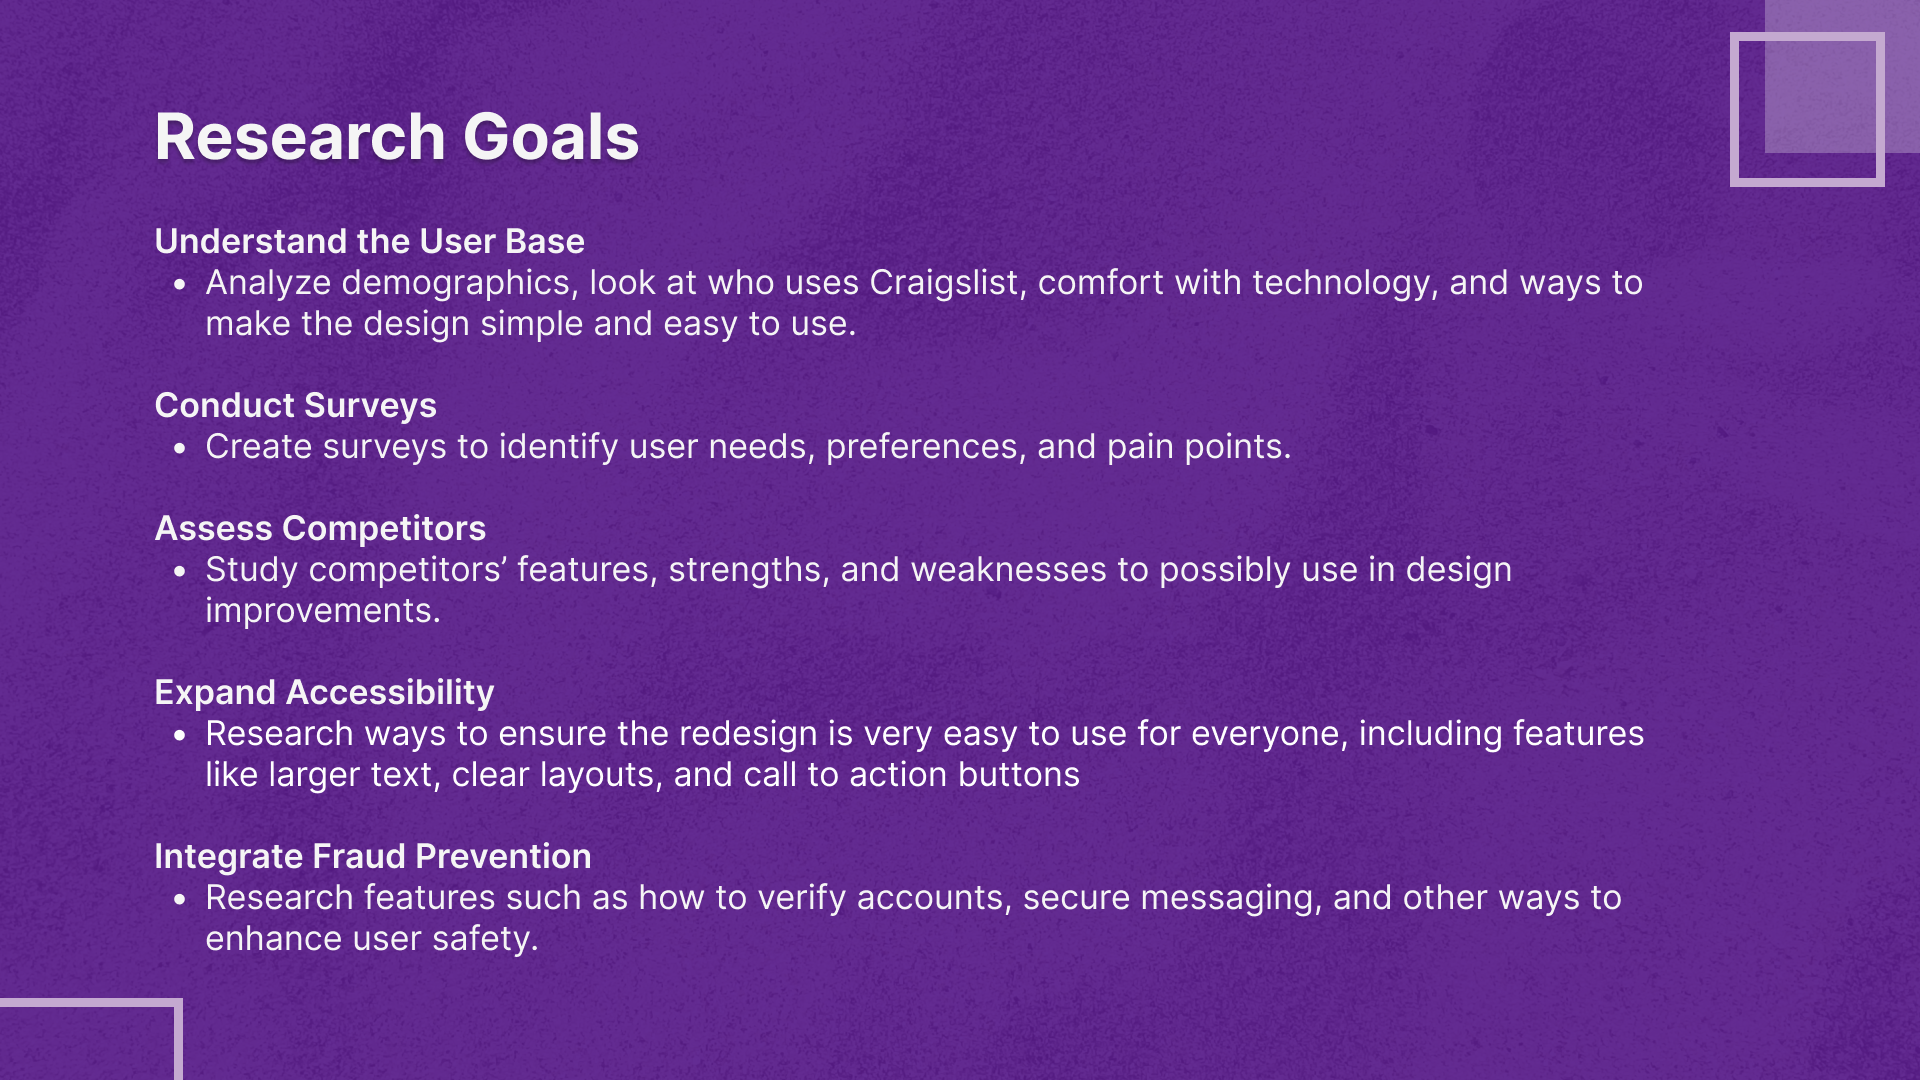 Research Goals
Understand the User Base
• Analyze demographics, look at who uses Craigslist, comfort with technology, and ways to
make the design simple and easy to use.
Conduct Surveys
• Create surveys to identify user needs, preferences, and pain points.
Assess Competitors
• Study competitors’ features, strengths, and weaknesses to possibly use in design
improvements.
Expand Accessibility
• Research ways to ensure the redesign is very easy to use for everyone, including features
like larger text, clear layouts, and call to action buttons
Integrate Fraud Prevention
• Research features such as how to verify accounts, secure messaging, and other ways to
enhance user safety.